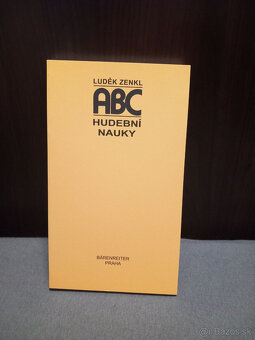 LUDĚK ZENKL
ABC
HUDEBNÍ
NAUKY
BÄRENREITER
PRAHA
© Bazos.sk